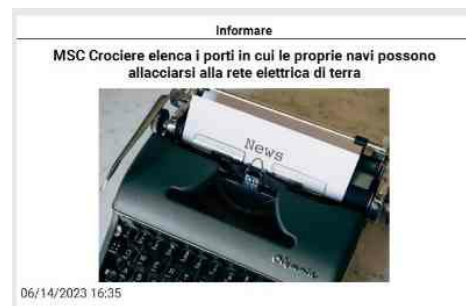 Informare
MSC Crociere elenca i porti in cui le proprie navi possono
allacciarsi alla rete elettrica di terra
News
Olympia
06/14/2023 16:35